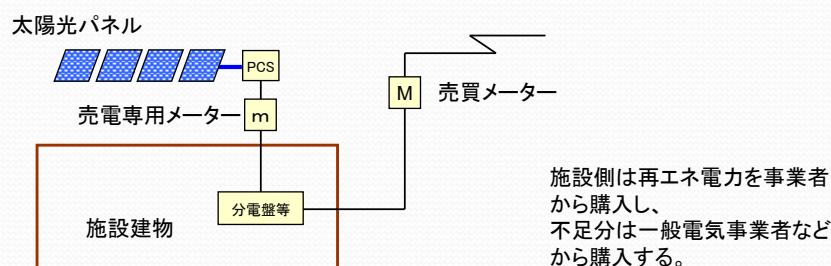 太陽光パネル
PCS
売電専用メーター
m
M
売買メーター
分電盤等
施設建物
施設側は再エネ電力を事業者
から購入し、
不足分は一般電気事業者など
から購入する。